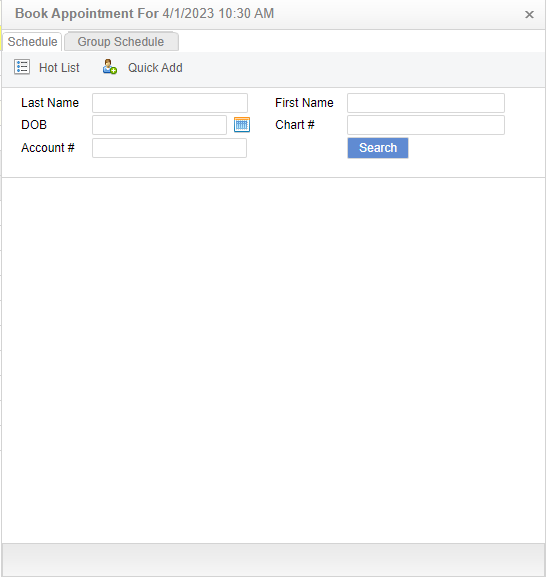 Book Appointment For 4/1/2023 10:30 AM
Schedule Group Schedule
Hot List Quick Add
Last Name First Name
DOB Chart #
Account # Search